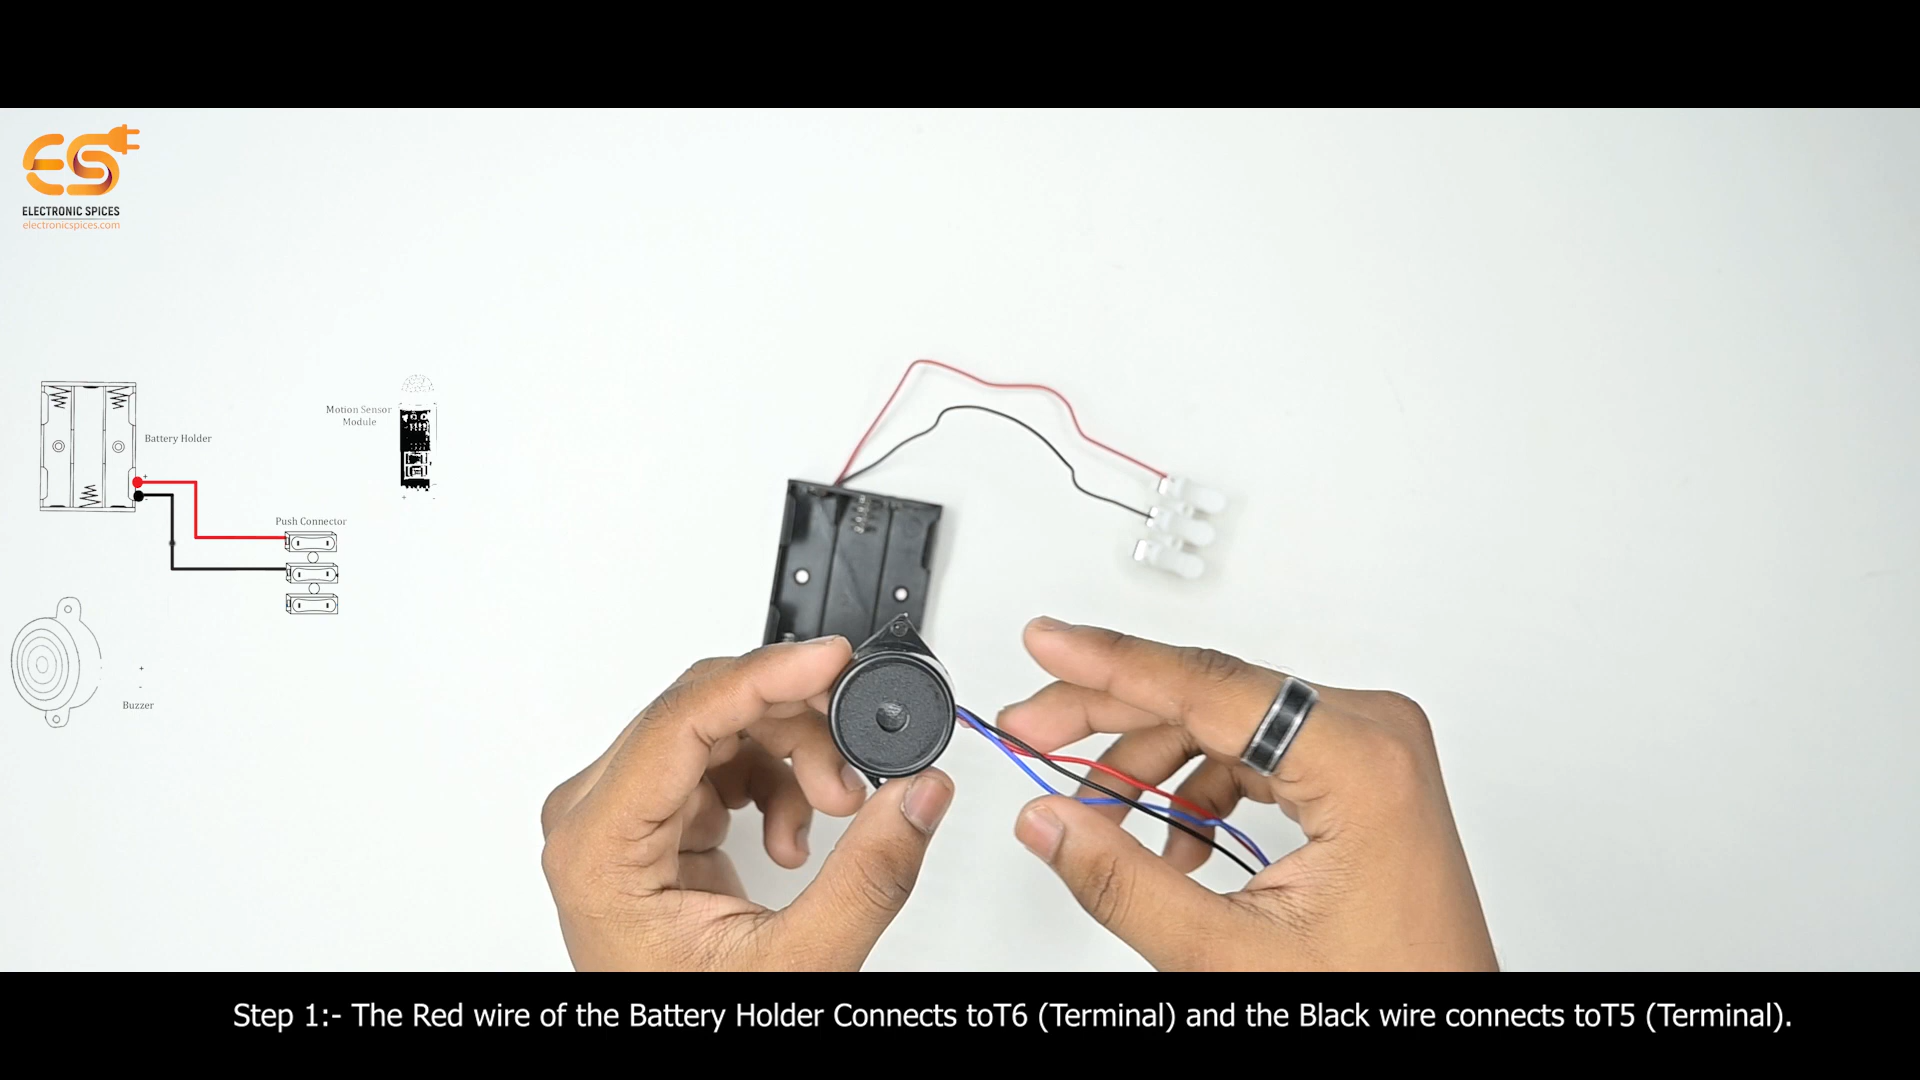 ES
ELECTRONIC SPICES
electronicspices.com
Motion Sensor
Module
+ -
Battery Holder
+
-
Push Connector
+
-
Buzzer
Step 1:- The Red wire of the Battery Holder Connects toT6 (Terminal) and the Black wire connects toT5 (Terminal).